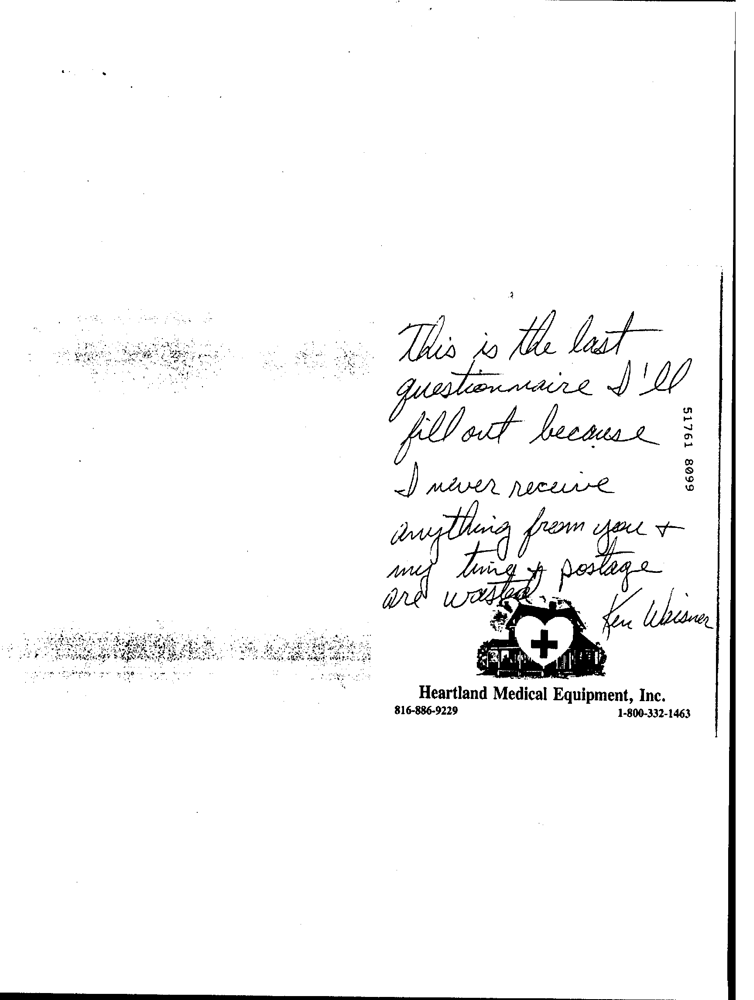 This is the last
questionnaire I'll
fill out because
I never receive
anything from you +
my time & postage
are wasted
Ken Waisner
Heartland Medical Equipment, Inc.
816-886-9229 1-800-332-1463
51761 8099